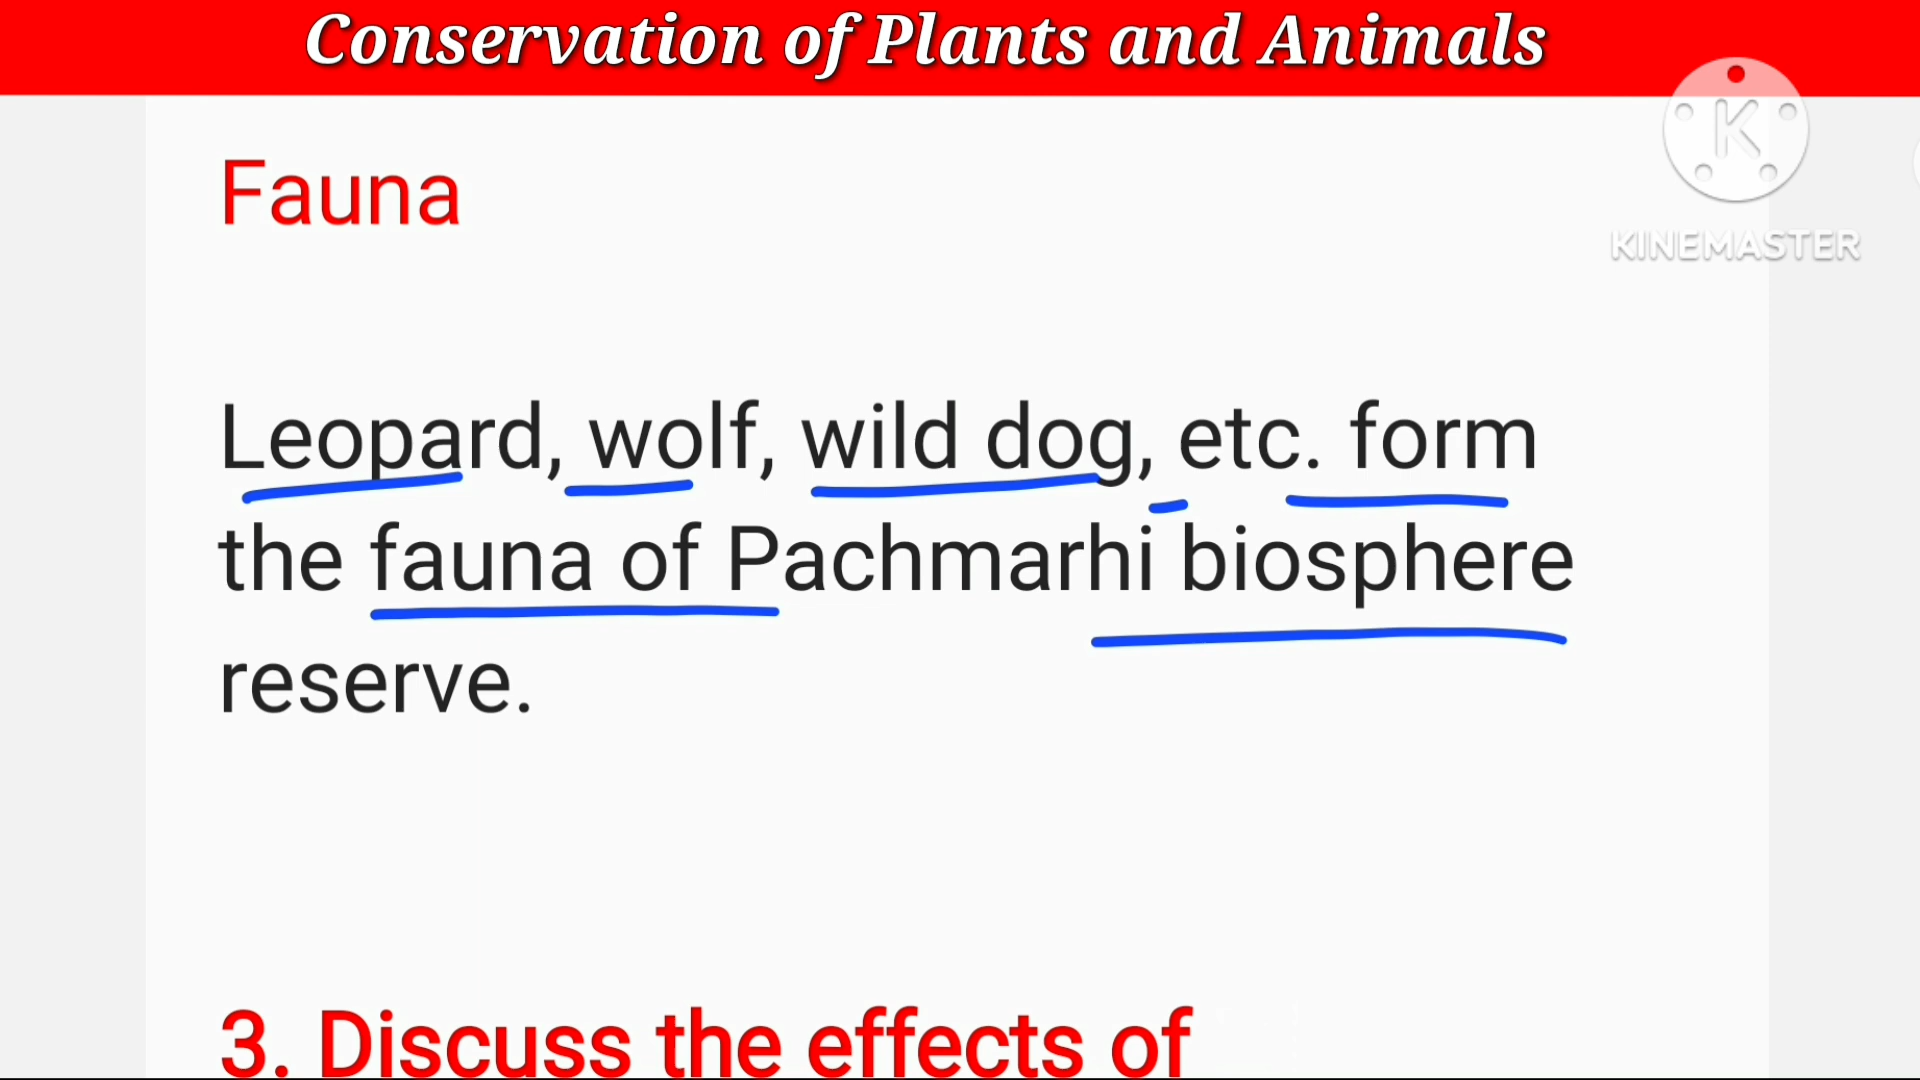 Conservation of Plants and Animals
K
KINEMASTER
Fauna
Leopard, wolf, wild dog, etc. form
the fauna of Pachmarhi biosphere
reserve.
3. Discuss the effects of